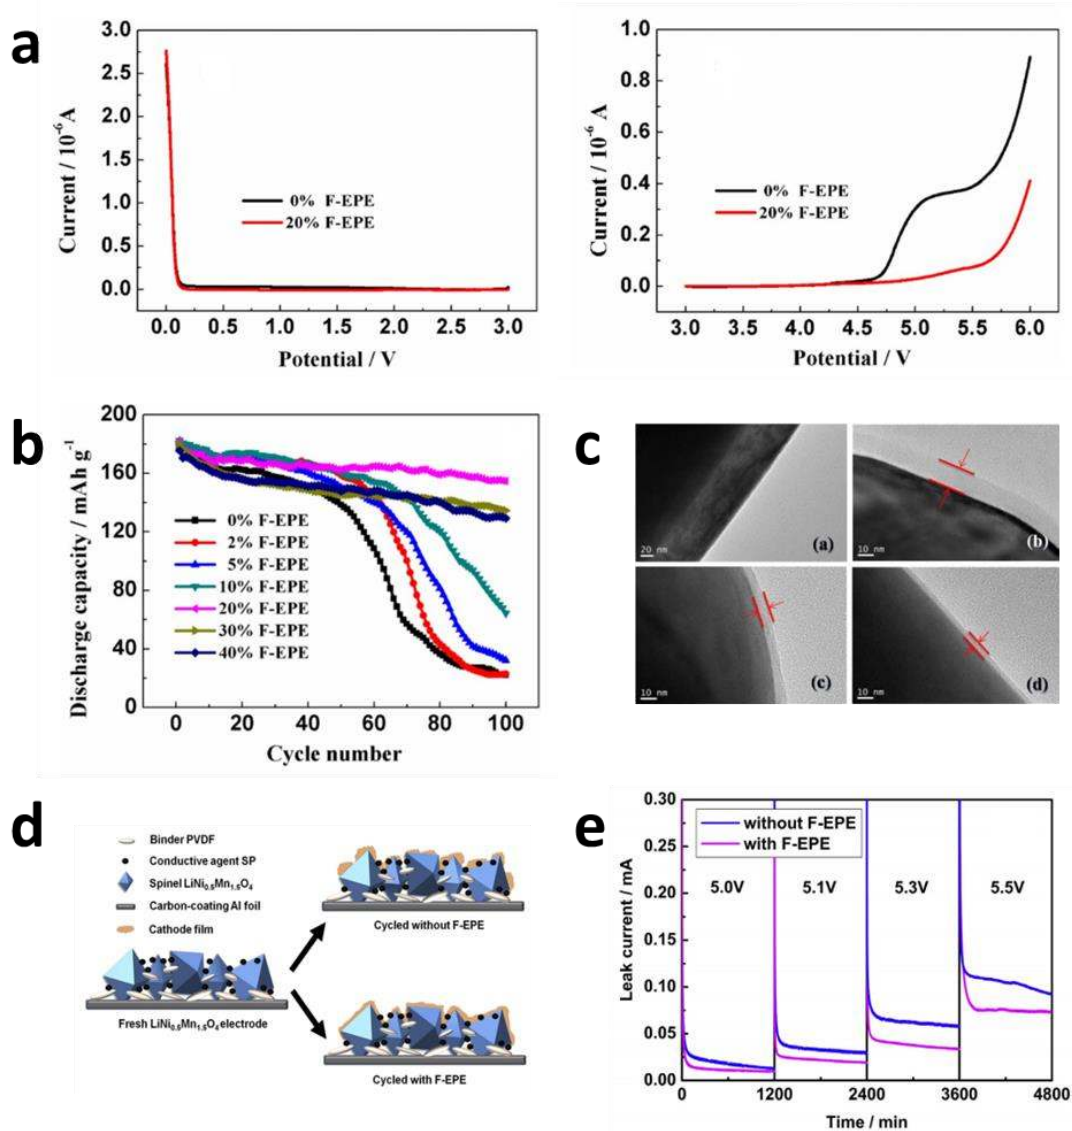 a
3.0
2.5
2.0
1.5
1.0
0.5
0.0
Current / 10⁻⁶ A
0% F-EPE
20% F-EPE
0.0 0.5 1.0 1.5 2.0 2.5 3.0
Potential / V
1.0
0.8
0.6
0.4
0.2
0.0
Current / 10⁻⁶ A
0% F-EPE
20% F-EPE
3.0 3.5 4.0 4.5 5.0 5.5 6.0
Potential / V
b
200
160
120
80
40
0
Discharge capacity / mAh g⁻¹
0% F-EPE
2% F-EPE
5% F-EPE
10% F-EPE
20% F-EPE
30% F-EPE
40% F-EPE
0 20 40 60 80 100
Cycle number
c
20 nm
(a)
10 nm
(b)
10 nm
(c)
10 nm
(d)
d
Binder PVDF
Conductive agent SP
Spinel LiNi₀.₅Mn₁.₅O₄
Carbon-coating Al foil
Cathode film
Fresh LiNi₀.₅Mn₁.₅O₄ electrode
Cycled without F-EPE
Cycled with F-EPE
e
0.30
0.25
0.20
0.15
0.10
0.05
0.00
Leak current / mA
without F-EPE
with F-EPE
5.0V 5.1V 5.3V 5.5V
0 1200 2400 3600 4800
Time / min